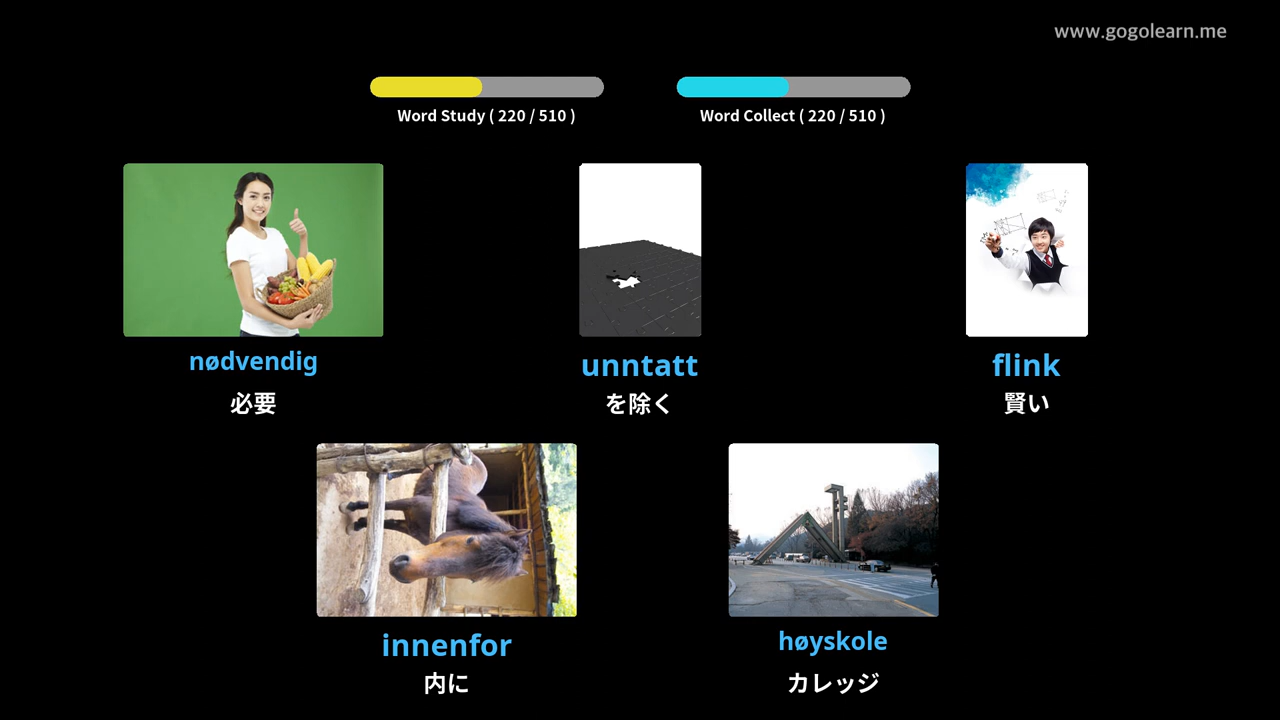 www.gogolearn.me
Word Study ( 220 / 510 )
Word Collect ( 220 / 510 )
nødvendig
必要
unntatt
を除く
flink
賢い
innenfor
内に
høyskole
カレッジ